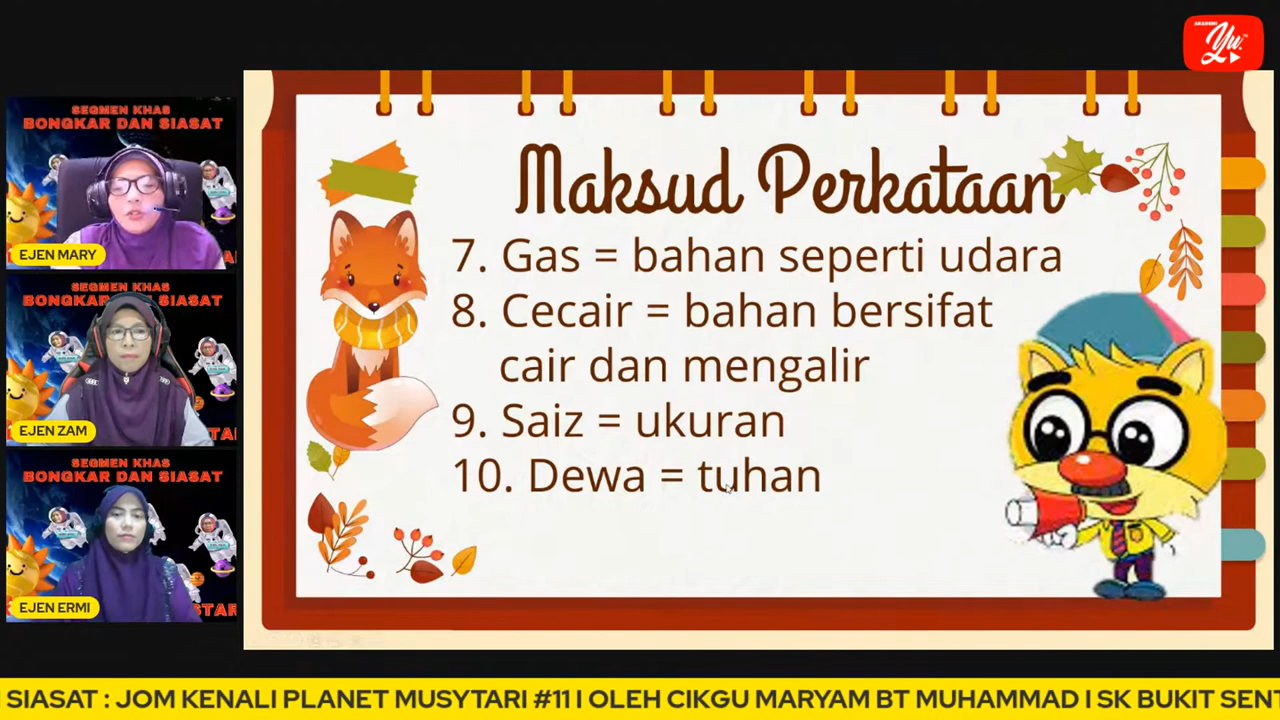 AKADEMI
Yu
SEGMEN KHAS
BONGKAR DAN SIASAT
EJEN MARY
SEGMEN KHAS
BONGKAR DAN SIASAT
EJEN ZAM
SEGMEN KHAS
BONGKAR DAN SIASAT
EJEN ERMI
Maksud Perkataan
7. Gas = bahan seperti udara
8. Cecair = bahan bersifat
cair dan mengalir
9. Saiz = ukuran
10. Dewa = tuhan
SIASAT : JOM KENALI PLANET MUSYTARI #11 I OLEH CIKGU MARYAM BT MUHAMMAD I SK BUKIT SENT